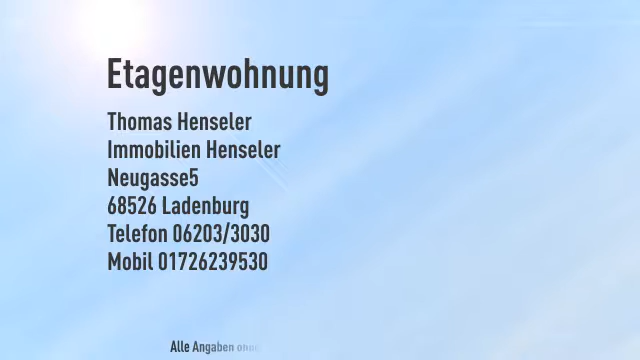 Etagenwohnung
Thomas Henseler
Immobilien Henseler
Neugasse5
68526 Ladenburg
Telefon 06203/3030
Mobil 01726239530
Alle Angaben